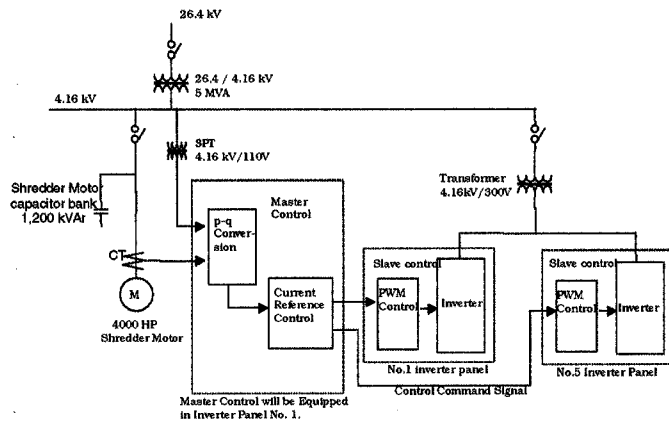 26.4 kV
26.4 / 4.16 kV
5 MVA
4.16 kV
SPT
4.16 kV/110V
Transformer
4.16kV/300V
Shredder Motor
capacitor bank
1,200 kVAr
CT
M
4000 HP
Shredder Motor
Master
Control
p-q
Conver-
sion
Current
Reference
Control
Slave control
PWM
Control
Inverter
No.1 inverter panel
Slave control
PWM
Control
Inverter
No.5 Inverter Panel
Control Command Signal
Master Control will be Equipped
in Inverter Panel No. 1.